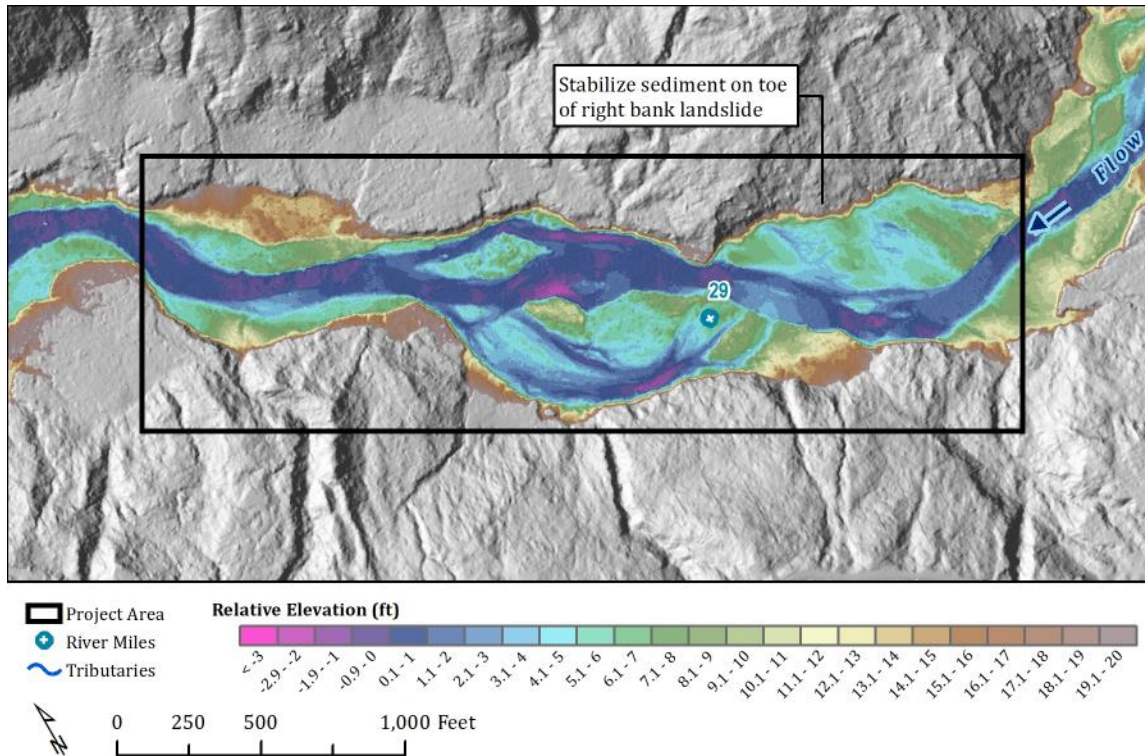 Stabilize sediment on toe
of right bank landslide
Flow
29
Project Area
River Miles
Tributaries
Relative Elevation (ft)
< -3
-2.9 - -2
-1.9 - -1
-0.9 - 0
0.1 - 1
1.1 - 2
2.1 - 3
3.1 - 4
4.1 - 5
5.1 - 6
6.1 - 7
7.1 - 8
8.1 - 9
9.1 - 10
10.1 - 11
11.1 - 12
12.1 - 13
13.1 - 14
14.1 - 15
15.1 - 16
16.1 - 17
17.1 - 18
18.1 - 19
19.1 - 20
N
0 250 500 1,000 Feet